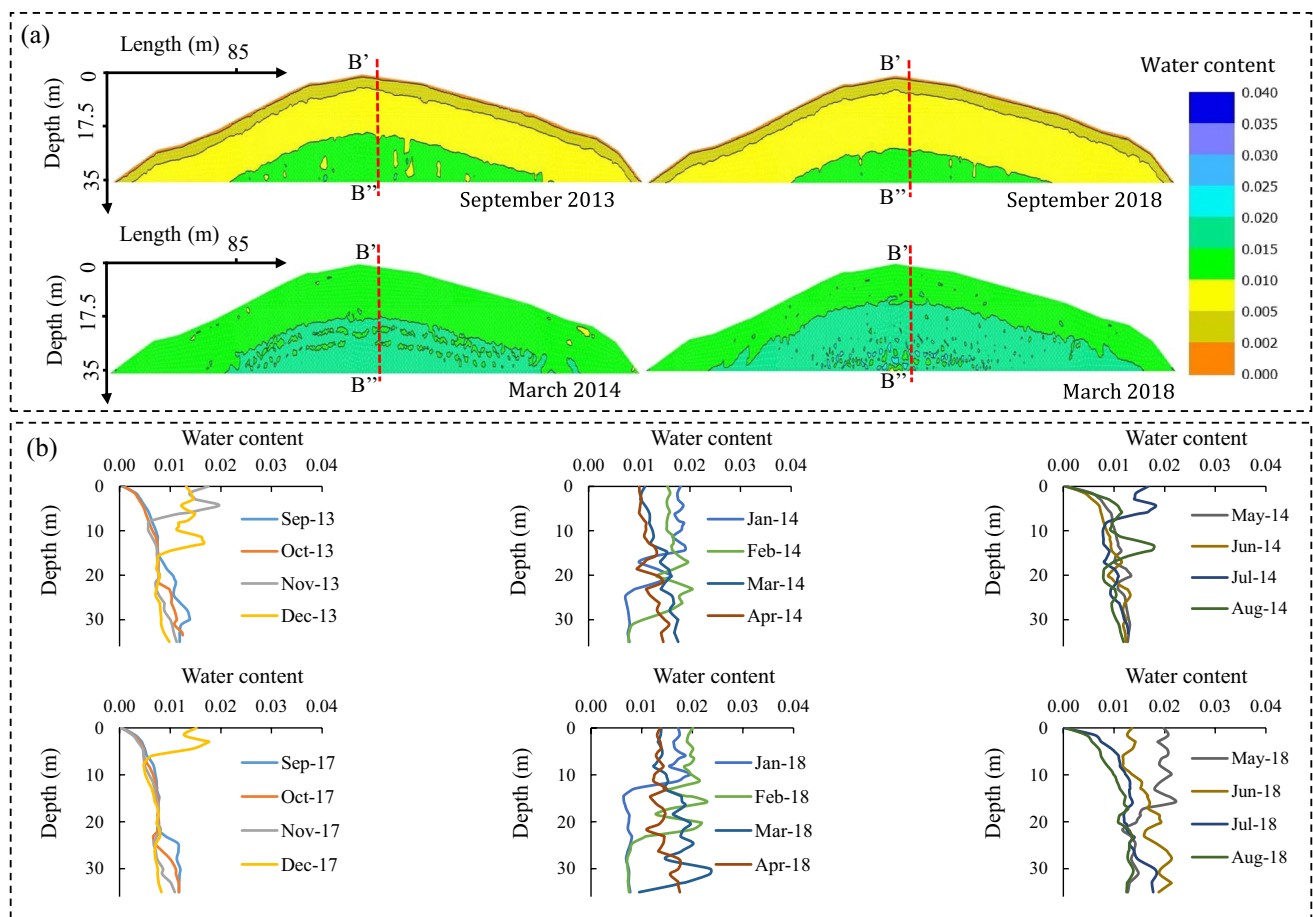 (a)
Length (m)
85
0
17.5
35
Depth (m)
B’
B”
September 2013
B’
B”
September 2018
Length (m)
85
0
17.5
35
Depth (m)
B’
B”
March 2014
B’
B”
March 2018
Water content
0.040
0.035
0.030
0.025
0.020
0.015
0.010
0.005
0.002
0.000
(b)
Water content
0.00 0.01 0.02 0.03 0.04
0
10
20
30
Depth (m)
Sep-13
Oct-13
Nov-13
Dec-13
Water content
0.00 0.01 0.02 0.03 0.04
0
10
20
30
Depth (m)
Jan-14
Feb-14
Mar-14
Apr-14
Water content
0.00 0.01 0.02 0.03 0.04
0
10
20
30
Depth (m)
May-14
Jun-14
Jul-14
Aug-14
Water content
0.00 0.01 0.02 0.03 0.04
0
10
20
30
Depth (m)
Sep-17
Oct-17
Nov-17
Dec-17
Water content
0.00 0.01 0.02 0.03 0.04
0
10
20
30
Depth (m)
Jan-18
Feb-18
Mar-18
Apr-18
Water content
0.00 0.01 0.02 0.03 0.04
0
10
20
30
Depth (m)
May-18
Jun-18
Jul-18
Aug-18